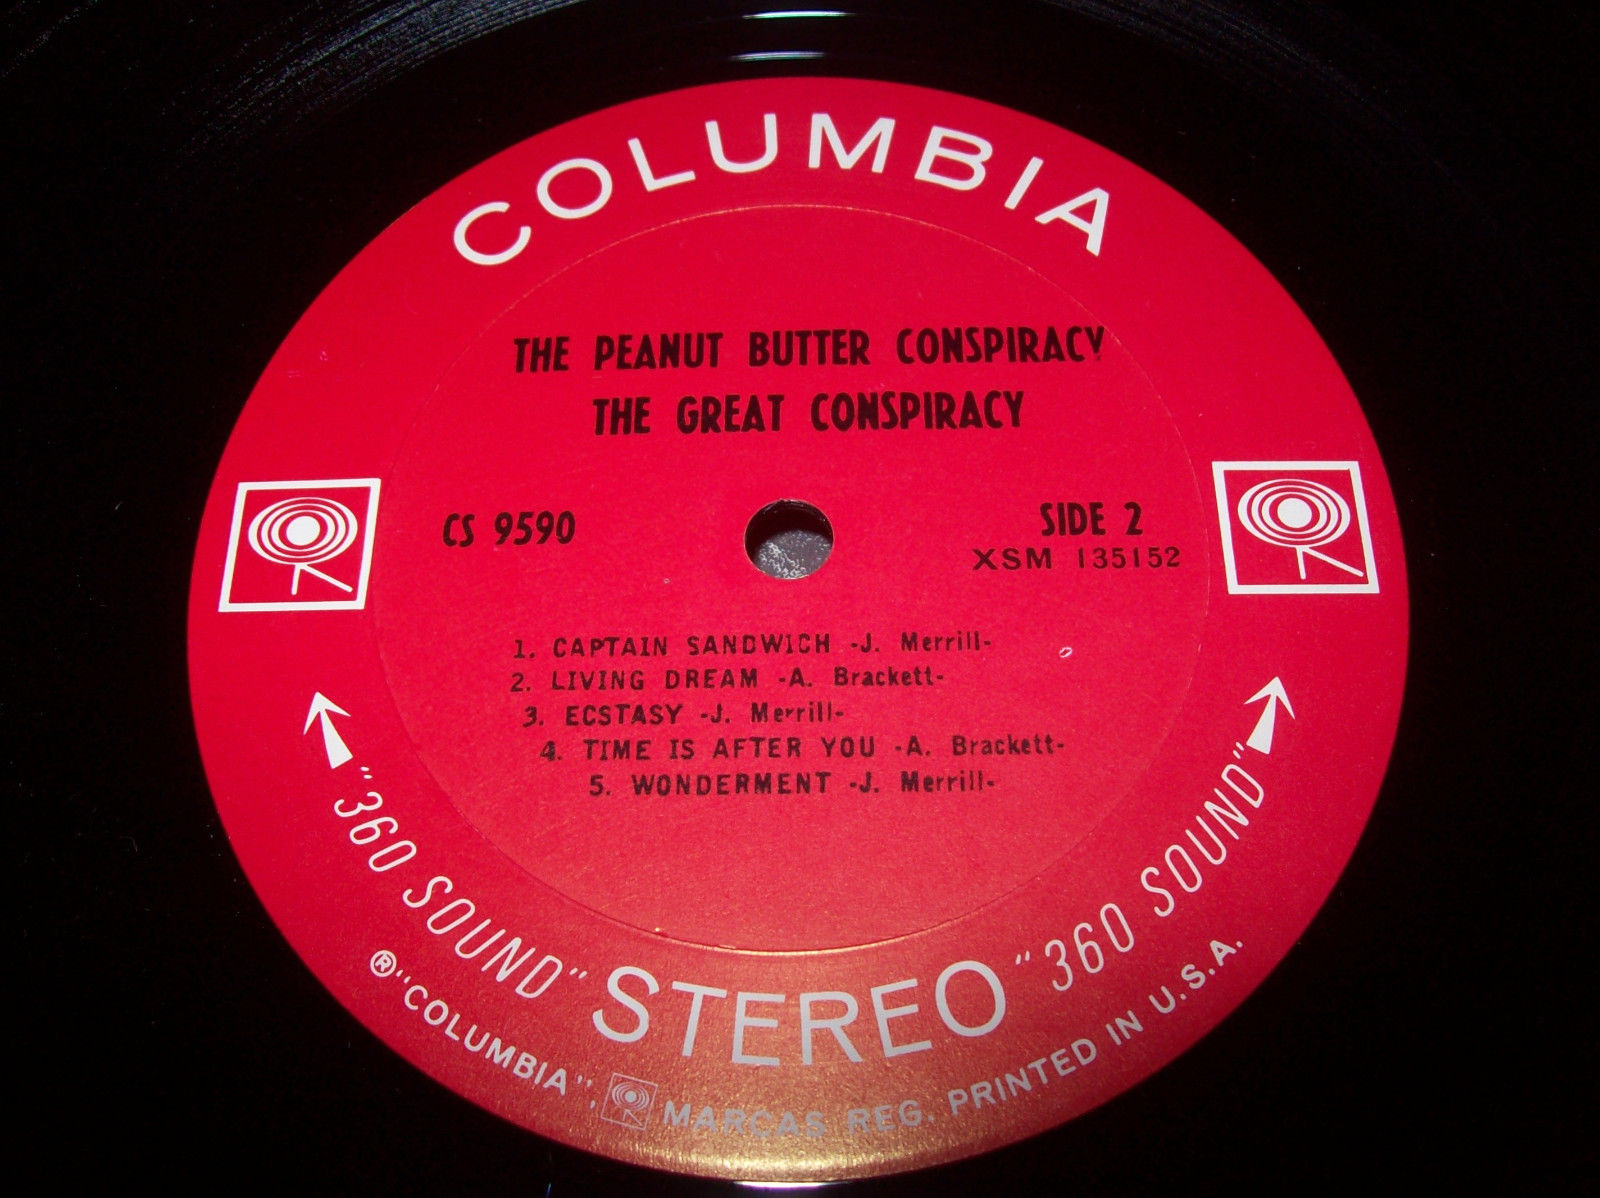 COLUMBIA
THE PEANUT BUTTER CONSPIRACY
THE GREAT CONSPIRACY
CS 9590
SIDE 2
XSM 135152
1. CAPTAIN SANDWICH -J. Merrill-
2. LIVING DREAM -A. Brackett-
3. ECSTASY -J. Merrill-
4. TIME IS AFTER YOU -A. Brackett-
5. WONDERMENT -J. Merrill-
"360 SOUND" STEREO "360 SOUND"
®"COLUMBIA", MARCAS REG. PRINTED IN U.S.A.